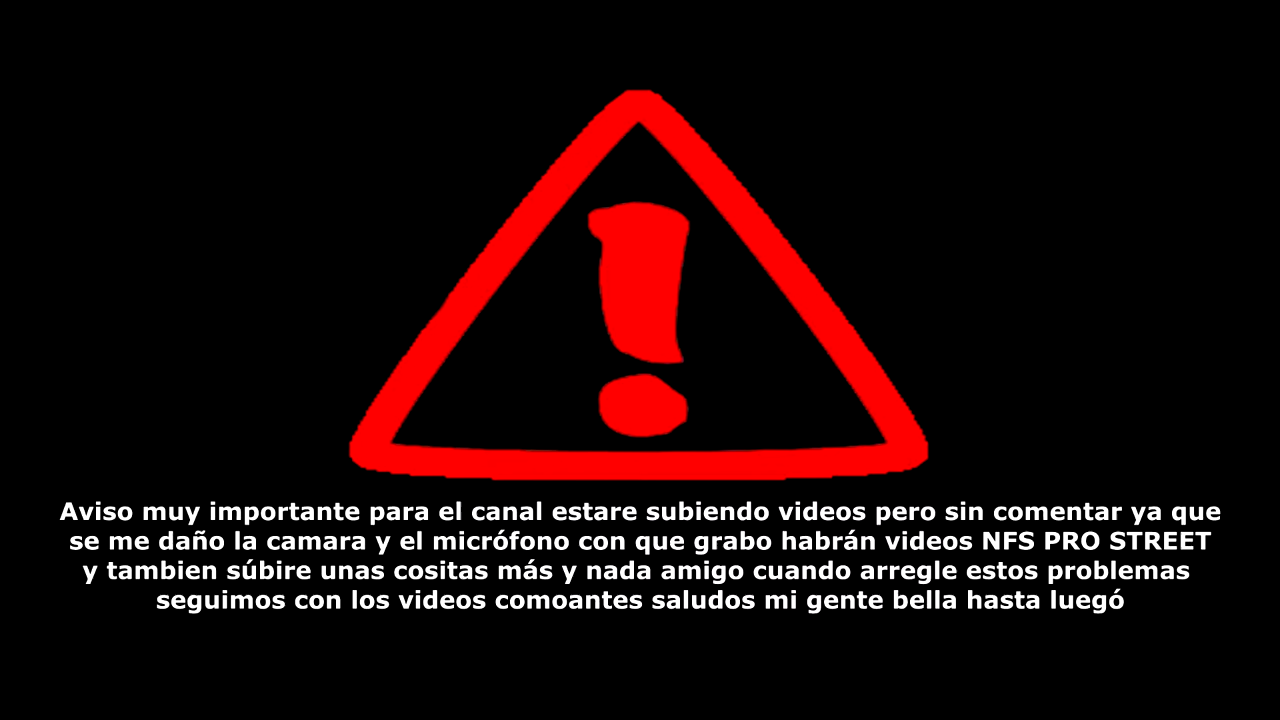 Aviso muy importante para el canal estare subiendo videos pero sin comentar ya que
se me daño la camara y el micrófono con que grabo habrán videos NFS PRO STREET
y tambien súbire unas cositas más y nada amigo cuando arregle estos problemas
seguimos con los videos comoantes saludos mi gente bella hasta luegó